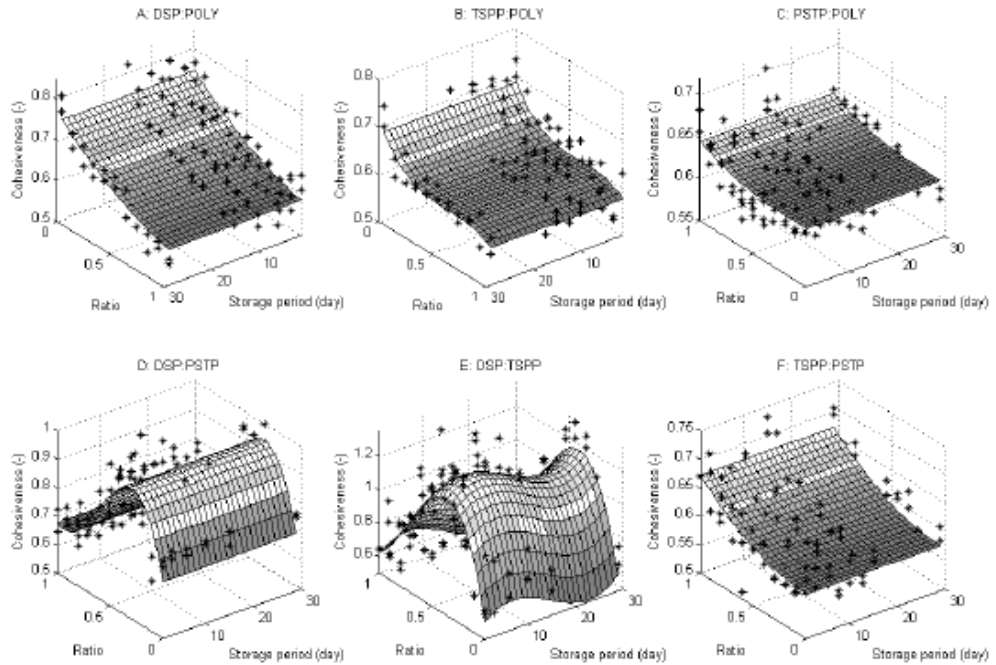 A: DSP:POLY
Cohesiveness (-)
0.8
0.7
0.6
0.5
0
0.5
1
Ratio
30
20
10
Storage period (day)
B: TSPP:POLY
Cohesiveness (-)
0.8
0.7
0.6
0.5
0
0.5
1
Ratio
30
20
10
Storage period (day)
C: PSTP:POLY
Cohesiveness (-)
0.7
0.65
0.6
0.55
1
0.5
0
Ratio
10
20
30
Storage period (day)
D: DSP:PSTP
Cohesiveness (-)
1
0.9
0.8
0.7
0.6
0.5
1
0.5
0
Ratio
10
20
30
Storage period (day)
E: DSP:TSPP
Cohesiveness (-)
1.2
1
0.8
0.6
1
0.5
0
Ratio
10
20
30
Storage period (day)
F: TSPP:PSTP
Cohesiveness (-)
0.75
0.7
0.65
0.6
0.55
0.5
1
0.5
0
Ratio
10
20
30
Storage period (day)